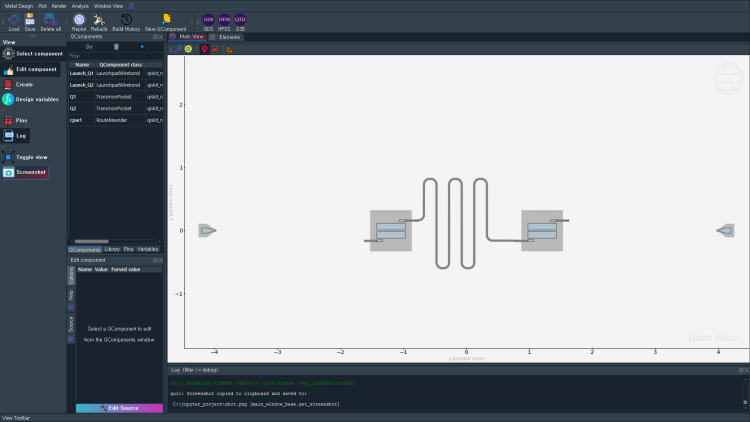 Metal Design Plot Render Analysis Window View
Load Save Delete all Replot Rebuild Build History New QComponent GDS HFSS Q3D
GDS HFSS Q3D
View
Select component
Edit component
Create
Design variables
Pins
Log
Toggle view
Screenshot
QComponents
Filter
Name QComponent class
Launch_Q1 LaunchpadWirebond qiskit_m
Launch_Q2 LaunchpadWirebond qiskit_m
Q1 TransmonPocket qiskit_m
Q2 TransmonPocket qiskit_m
cpw1 RouteMeander qiskit_m
QComponents Library Pins Variables
Edit component
Options
Help
Source
Name Value Parsed value
Select a QComponent to edit
from the QComponents window
Edit Source
Main View Elements
2
1
0
−1
y position (mm)
−4 −3 −2 −1 0 1 2 3 4
x position (mm)
Qiskit Metal
Log (filter != debug)
gui: Screenshot copied to clipboard and saved to:
C:\jupyter_project\shot.png [main_window_base.get_screenshot]
View Toolbar